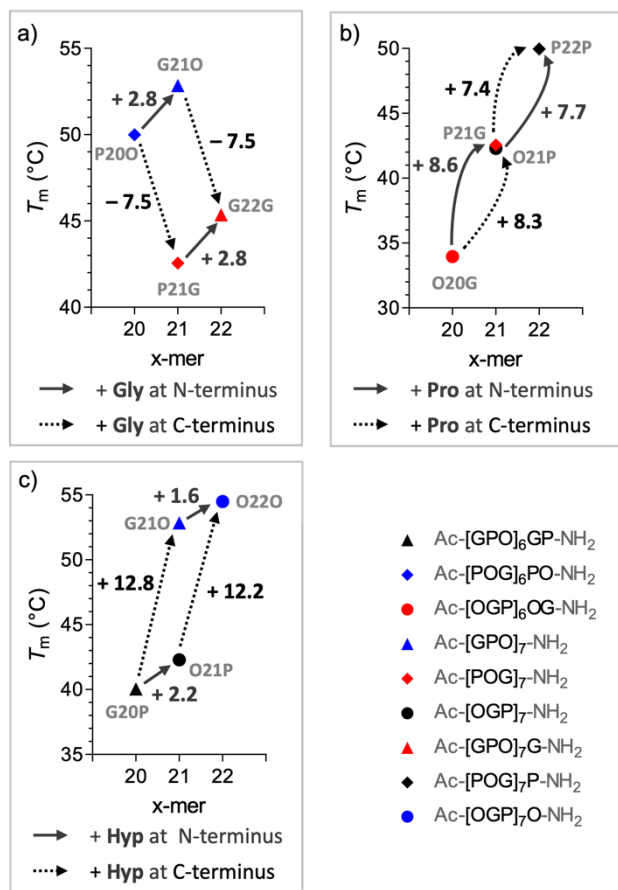 a)
55
50
45
40
T_m (°C)
G21O
+ 2.8
− 7.5
P20O
− 7.5
G22G
+ 2.8
P21G
20 21 22
x-mer
+ Gly at N-terminus
+ Gly at C-terminus
b)
50
45
40
35
30
T_m (°C)
P22P
+ 7.4
+ 7.7
P21G
O21P
+ 8.6
+ 8.3
O20G
20 21 22
x-mer
+ Pro at N-terminus
+ Pro at C-terminus
c)
55
50
45
40
35
T_m (°C)
+ 1.6
G21O
O22O
+ 12.8
+ 12.2
O21P
+ 2.2
G20P
20 21 22
x-mer
+ Hyp at N-terminus
+ Hyp at C-terminus
Ac-[GPO]₆GP-NH₂
Ac-[POG]₆PO-NH₂
Ac-[OGP]₆OG-NH₂
Ac-[GPO]₇-NH₂
Ac-[POG]₇-NH₂
Ac-[OGP]₇-NH₂
Ac-[GPO]₇G-NH₂
Ac-[POG]₇P-NH₂
Ac-[OGP]₇O-NH₂